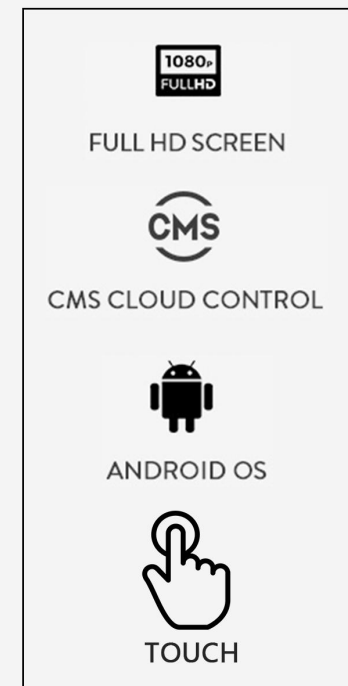 1080p
FULLHD
FULL HD SCREEN
CMS
CMS CLOUD CONTROL
ANDROID OS
TOUCH